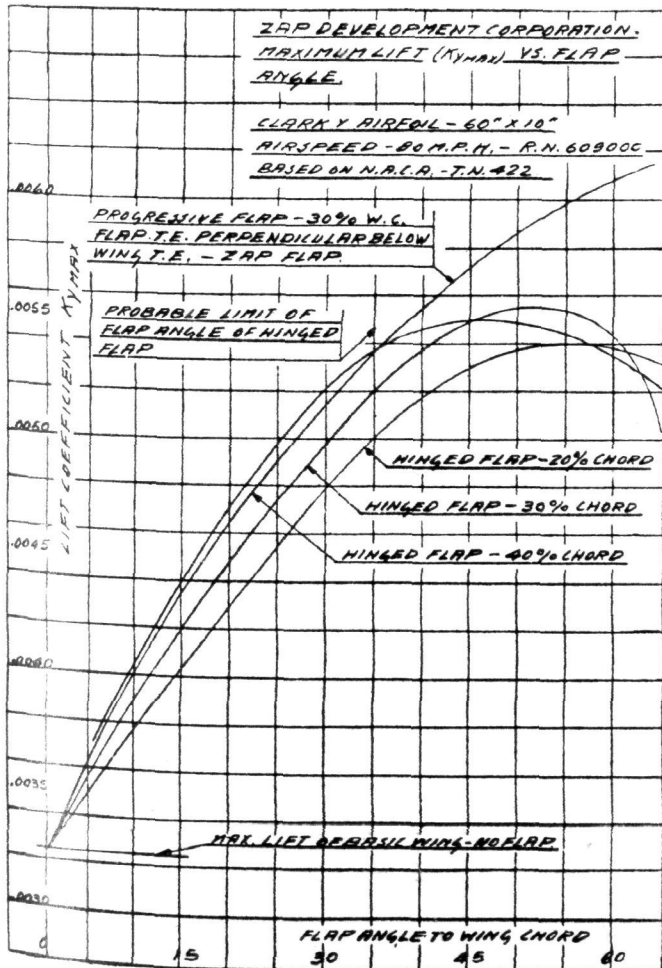 ZAP DEVELOPMENT CORPORATION.
MAXIMUM LIFT (KYMAX) VS. FLAP
ANGLE.
CLARK Y AIRFOIL - 60" X 10"
AIRSPEED - 80 M.P.H. - R.N. 609000
BASED ON N.A.C.A. - T.N. 422
.0060
PROGRESSIVE FLAP - 30% W.C.
FLAP T.E. PERPENDICULAR BELOW
WING T.E. - ZAP FLAP.
.0055
PROBABLE LIMIT OF
FLAP ANGLE OF HINGED
FLAP
LIFT COEFFICIENT KYMAX
.0050
HINGED FLAP - 20% CHORD
HINGED FLAP - 30% CHORD
.0045
HINGED FLAP - 40% CHORD
.0040
.0035
MAX. LIFT OF BASIC WING - NO FLAP
.0030
FLAP ANGLE TO WING CHORD
0 15 30 45 60